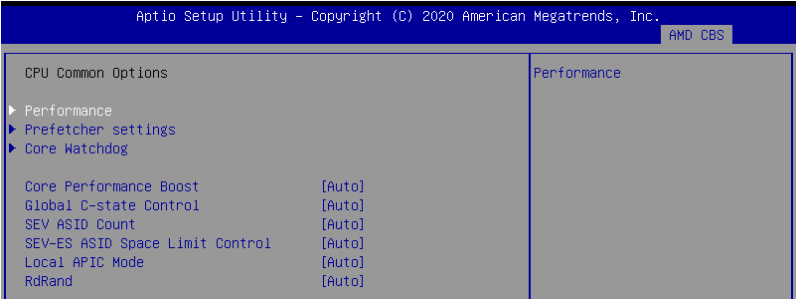 Aptio Setup Utility – Copyright (C) 2020 American Megatrends, Inc.
AMD CBS
CPU Common Options
Performance
Performance
Prefetcher settings
Core Watchdog
Core Performance Boost [Auto]
Global C-state Control [Auto]
SEV ASID Count [Auto]
SEV-ES ASID Space Limit Control [Auto]
Local APIC Mode [Auto]
RdRand [Auto]